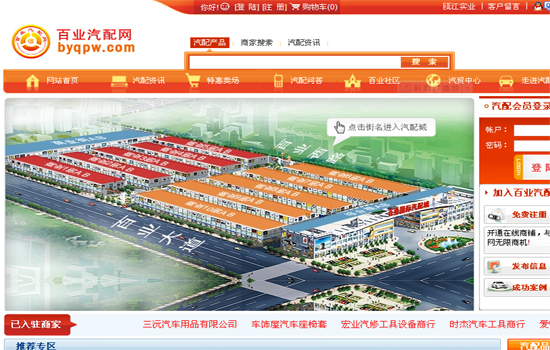 你好! [登 陆] [注 册] 购物车(0)
瓯江实业 | 客户留言 |
百业汽配网
byqpw.com
汽配产品 | 商家搜索 | 汽配资讯 |
搜 索
网站首页 汽配资讯 特惠卖场 汽配问答 百业社区 汽贸中心 走进汽配
汽配会员登录
点击街名进入汽配城
帐户:
密码:
LOGIN
登 陆
百业大道
加入百业汽配
免费注册
开通在线商铺，与
网无限商机!
发布信息
成功案例
已入驻商家
三沅汽车用品有限公司 车饰屋汽车座椅套 宏业汽修工具设备商行 时杰汽车工具商行
推荐专区
汽配品